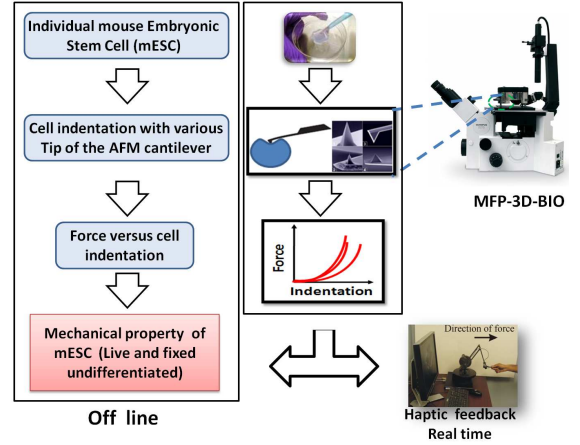 Individual mouse Embryonic
Stem Cell (mESC)
Cell indentation with various
Tip of the AFM cantilever
Force versus cell
indentation
Mechanical property of
mESC (Live and fixed
undifferentiated)
Off line
Force
Indentation
MFP-3D-BIO
Direction of force
Haptic feedback
Real time